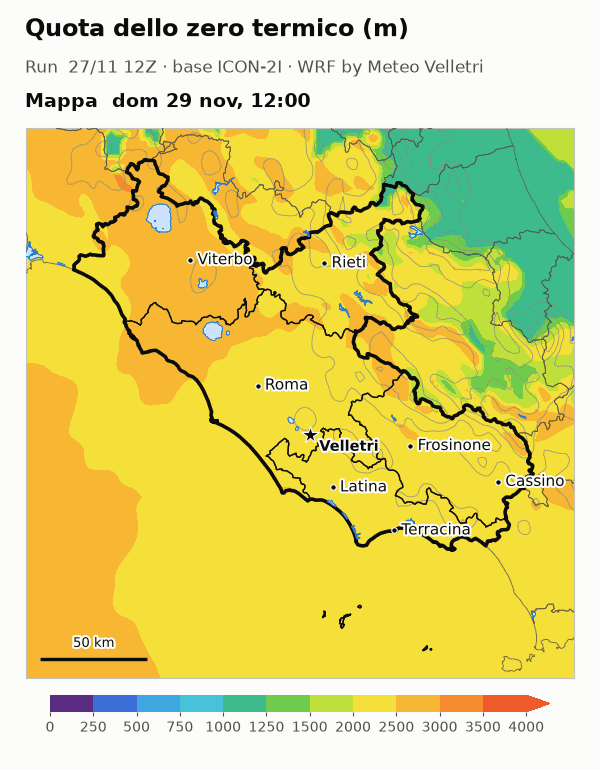 Quota dello zero termico (m)
Run 27/11 12Z · base ICON-2I · WRF by Meteo Velletri
Mappa dom 29 nov, 12:00
Viterbo
Rieti
Roma
Velletri
Frosinone
Cassino
Latina
Terracina
50 km
0 250 500 750 1000 1250 1500 2000 2500 3000 3500 4000